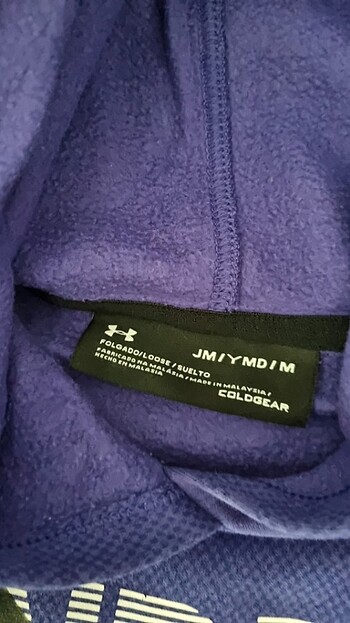 JM/YMD/M
FOLGADO/LOOSE/SUELTO
FABRICADO NA MALÁSIA/MADE IN MALAYSIA/
HECHO EN MALASIA
COLDGEAR